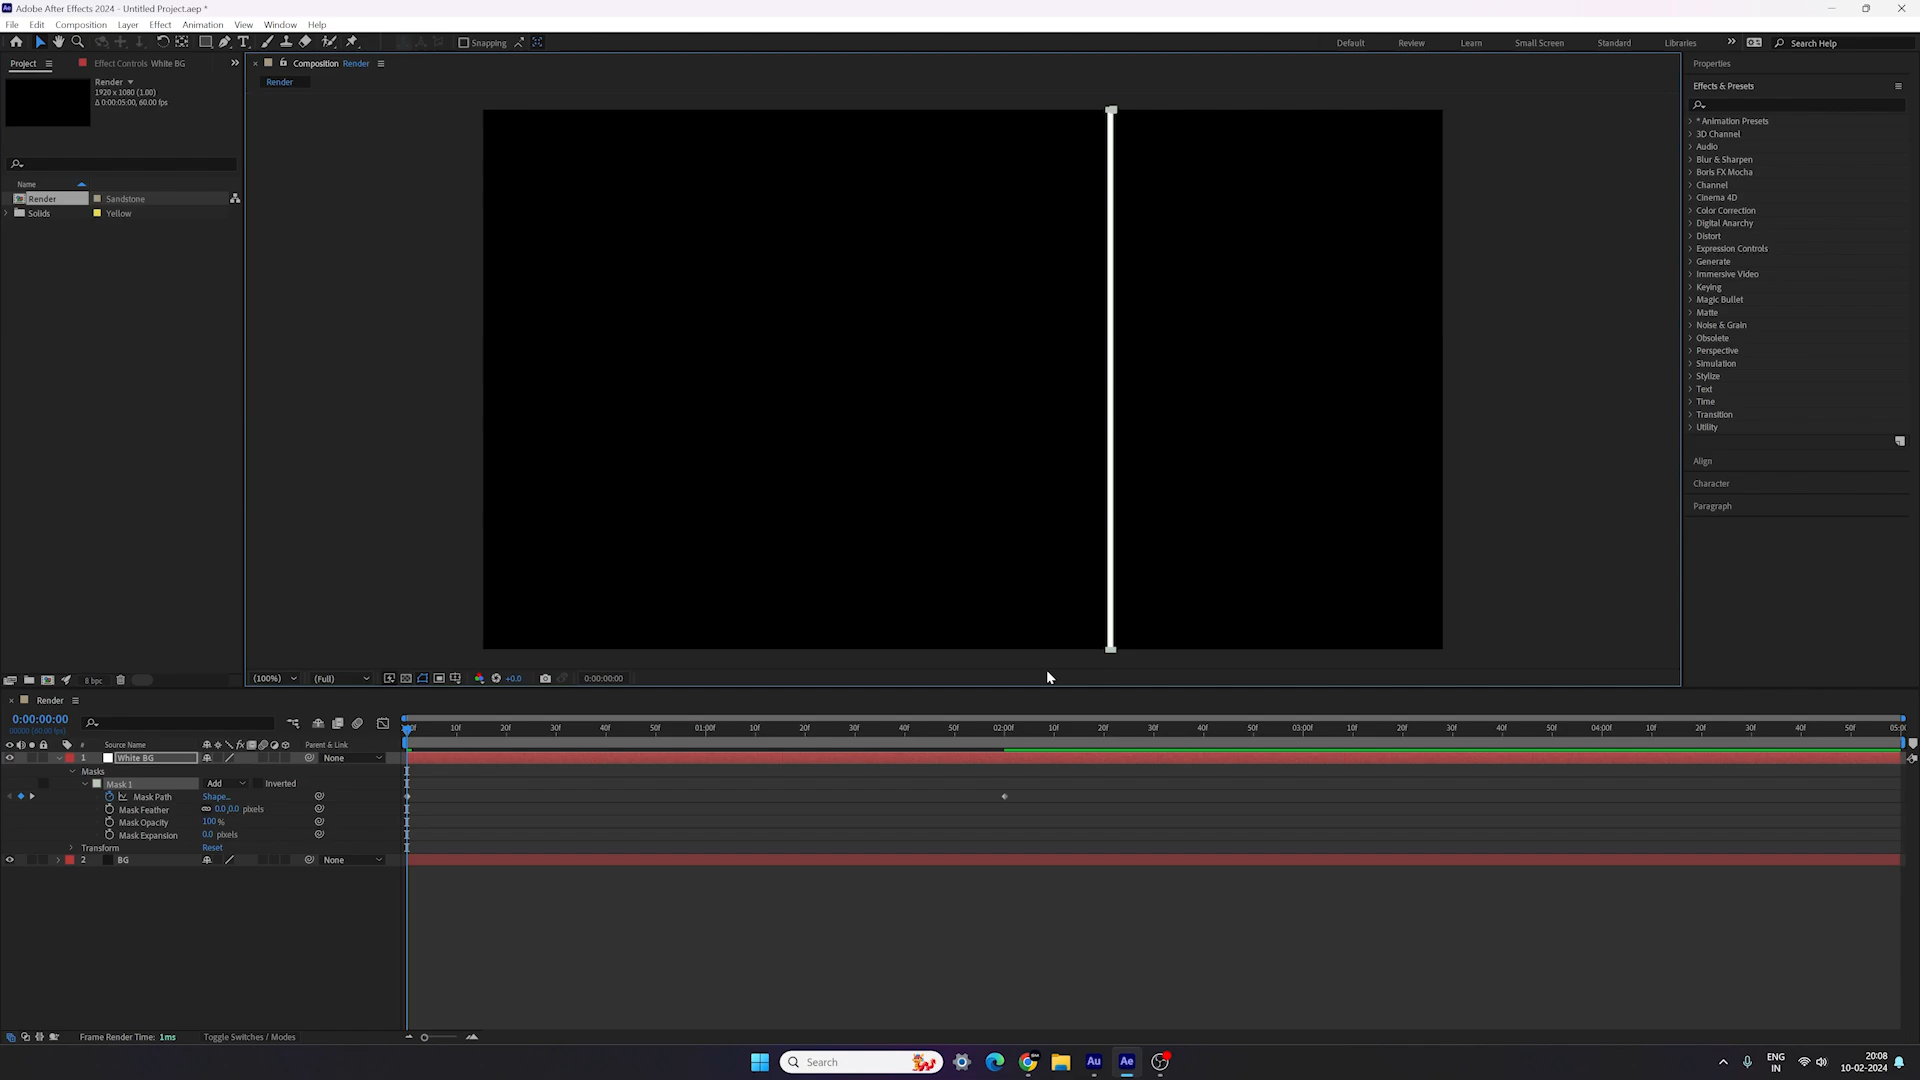 Adobe After Effects 2024 - Untitled Project.aep *
File Edit Composition Layer Effect Animation View Window Help
Snapping
Default Review Learn Small Screen Standard Libraries Search Help
Project Effect Controls White BG
Composition Render
Properties
Render
1920 x 1080 (1.00)
Δ 0:00:05:00, 60.00 fps
Render
Effects & Presets
* Animation Presets
3D Channel
Audio
Blur & Sharpen
Boris FX Mocha
Channel
Cinema 4D
Color Correction
Digital Anarchy
Distort
Expression Controls
Generate
Immersive Video
Keying
Magic Bullet
Matte
Noise & Grain
Obsolete
Perspective
Simulation
Stylize
Text
Time
Transition
Utility
Align
Character
Paragraph
Name
Render Sandstone
Solids Yellow
8 bpc
(100%) (Full) +0.0 0:00:00:00
Render
0:00:00:00
00000 (60.00 fps)
10f 20f 30f 40f 50f 01:00f 10f 20f 30f 40f 50f 02:00f 10f 20f 30f 40f 50f 03:00f 10f 20f 30f 40f 50f 04:00f 10f 20f 30f 40f 50f
# Source Name Parent & Link
1 White BG None
Masks
Mask 1 Add Inverted
Mask Path Shape...
Mask Feather 0.0,0.0 pixels
Mask Opacity 100 %
Mask Expansion 0.0 pixels
Transform Reset
2 BG None
Frame Render Time: 1ms Toggle Switches / Modes
Search
Au Ae
ENG
IN
20:08
10-02-2024